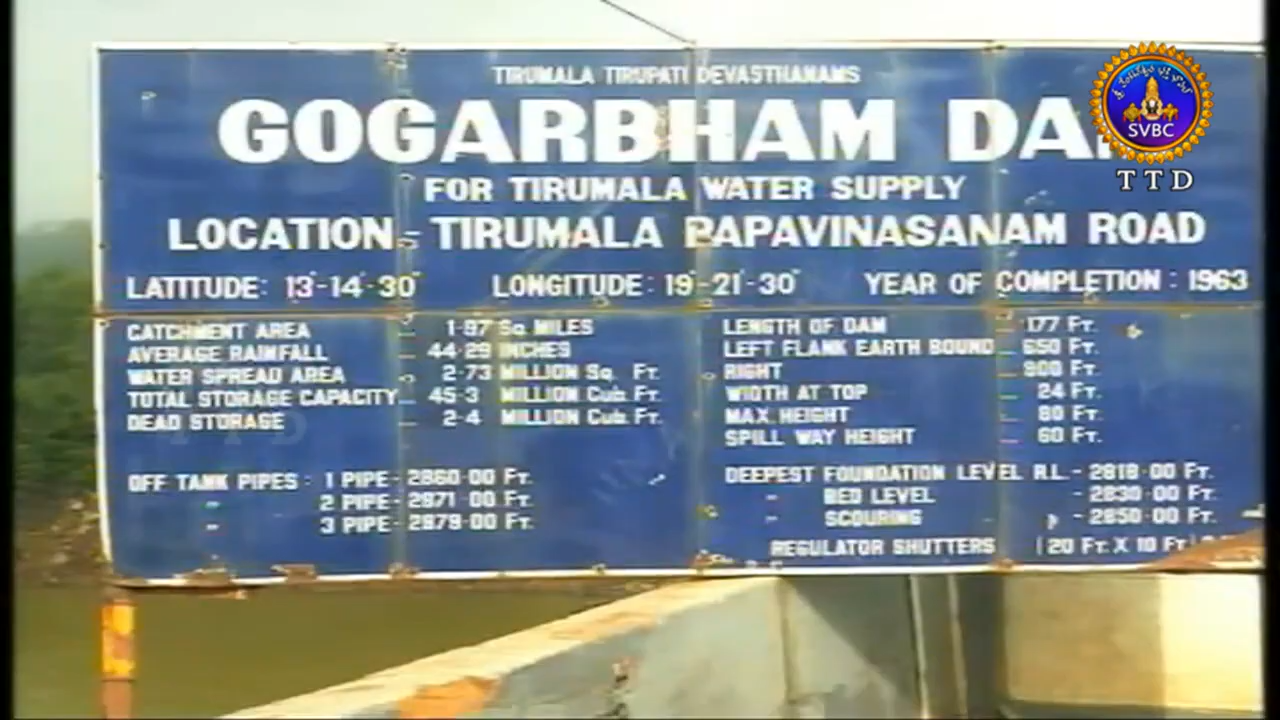 TIRUMALA TIRUPATI DEVASTHANAMS
GOGARBHAM
FOR TIRUMALA WATER SUPPLY
LOCATION - TIRUMALA PAPAVINASANAM ROAD
LATITUDE: 13°-14'-30" LONGITUDE: 19°-21'-30" YEAR OF COMPLETION : 1963
CATCHMENT AREA - 1.97 Sq. MILES
AVERAGE RAINFALL - 44.29 INCHES
WATER SPREAD AREA - 2.73 MILLION Sq. FT.
TOTAL STORAGE CAPACITY - 45.3 MILLION Cub. FT.
DEAD STORAGE - 2.4 MILLION Cub. FT.
OFF TANK PIPES : 1 PIPE - 2860.00 FT.
" 2 PIPE - 2871.00 FT.
" 3 PIPE - 2879.00 FT.
LENGTH OF DAM - 177 FT.
LEFT FLANK EARTH BOUND - 650 FT.
RIGHT - 900 FT.
WIDTH AT TOP - 24 FT.
MAX. HEIGHT - 80 FT.
SPILL WAY HEIGHT - 60 FT.
DEEPEST FOUNDATION LEVEL R.L. - 2818.00 FT.
" BED LEVEL - 2830.00 FT.
" SCOURING " - 2850.00 FT.
REGULATOR SHUTTERS (20 FT. X 10 FT)
SVBC
TTD